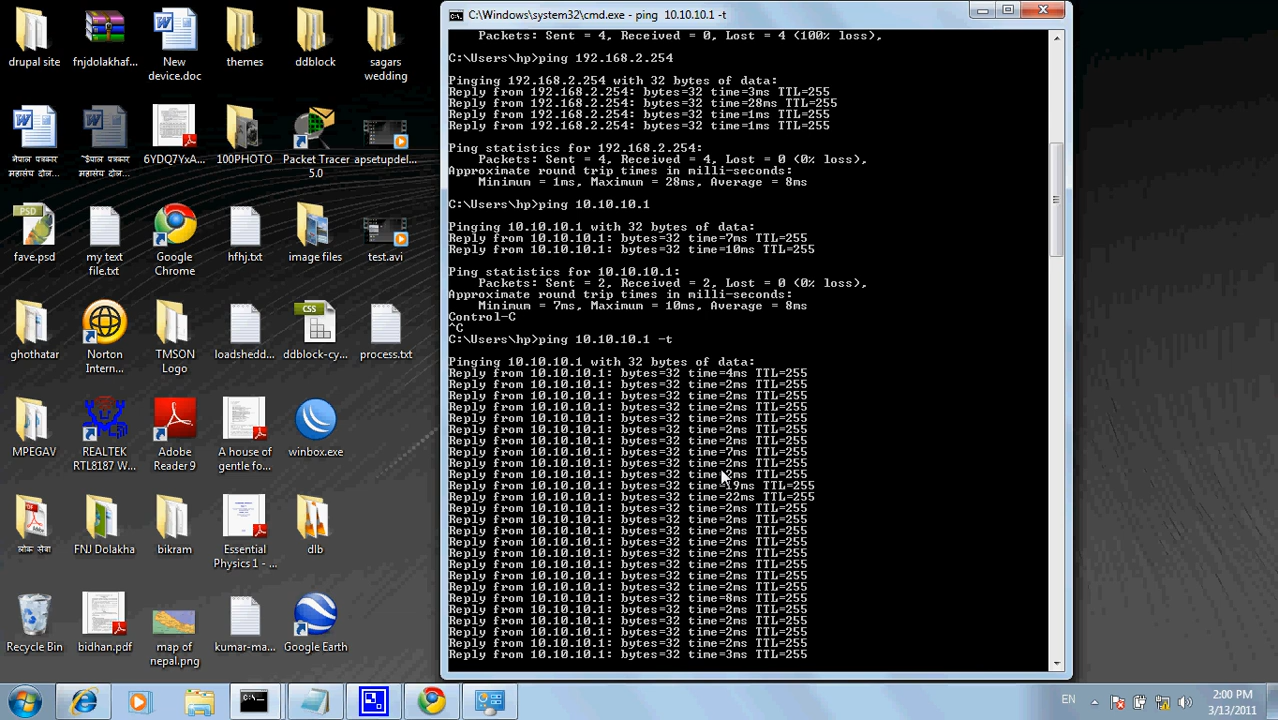 drupal site
fnjdolakhaf...
New
device.doc
themes
ddblock
sagars
wedding
नेपाल पत्रकार
महासंघ दोल...
महासंघ दोल...
6YDQ7YxA...
100PHOTO
Packet Tracer
5.0
apsetupdel...
PSD
fave.psd
my text
file.txt
Google
Chrome
hfhj.txt
image files
test.avi
ghothatar
Norton
Intern...
TMSON
Logo
loadshedd...
CSS
ddblock-cy...
process.txt
MPEGAV
REALTEK
RTL8187 W...
Adobe
Reader 9
A house of
gentle fo...
winbox.exe
लोक सेवा
FNJ Dolakha
bikram
Essential
Physics 1 - ...
dlb
Recycle Bin
bidhan.pdf
map of
nepal.png
kumar-ma...
Google Earth
C:\Windows\system32\cmd.exe - ping 10.10.10.1 -t
Packets: Sent = 4, Received = 0, Lost = 4 (100% loss),
C:\Users\hp>ping 192.168.2.254
Pinging 192.168.2.254 with 32 bytes of data:
Reply from 192.168.2.254: bytes=32 time=3ms TTL=255
Reply from 192.168.2.254: bytes=32 time=28ms TTL=255
Reply from 192.168.2.254: bytes=32 time=1ms TTL=255
Reply from 192.168.2.254: bytes=32 time=1ms TTL=255
Ping statistics for 192.168.2.254:
Packets: Sent = 4, Received = 4, Lost = 0 (0% loss),
Approximate round trip times in milli-seconds:
Minimum = 1ms, Maximum = 28ms, Average = 8ms
C:\Users\hp>ping 10.10.10.1
Pinging 10.10.10.1 with 32 bytes of data:
Reply from 10.10.10.1: bytes=32 time=7ms TTL=255
Reply from 10.10.10.1: bytes=32 time=10ms TTL=255
Ping statistics for 10.10.10.1:
Packets: Sent = 2, Received = 2, Lost = 0 (0% loss),
Approximate round trip times in milli-seconds:
Minimum = 7ms, Maximum = 10ms, Average = 8ms
Control-C
^C
C:\Users\hp>ping 10.10.10.1 -t
Pinging 10.10.10.1 with 32 bytes of data:
Reply from 10.10.10.1: bytes=32 time=4ms TTL=255
Reply from 10.10.10.1: bytes=32 time=2ms TTL=255
Reply from 10.10.10.1: bytes=32 time=2ms TTL=255
Reply from 10.10.10.1: bytes=32 time=2ms TTL=255
Reply from 10.10.10.1: bytes=32 time=2ms TTL=255
Reply from 10.10.10.1: bytes=32 time=2ms TTL=255
Reply from 10.10.10.1: bytes=32 time=2ms TTL=255
Reply from 10.10.10.1: bytes=32 time=7ms TTL=255
Reply from 10.10.10.1: bytes=32 time=2ms TTL=255
Reply from 10.10.10.1: bytes=32 TTL=255
Reply from 10.10.10.1: bytes=32 time=19ms TTL=255
Reply from 10.10.10.1: bytes=32 time=22ms TTL=255
Reply from 10.10.10.1: bytes=32 time=2ms TTL=255
Reply from 10.10.10.1: bytes=32 time=2ms TTL=255
Reply from 10.10.10.1: bytes=32 time=2ms TTL=255
Reply from 10.10.10.1: bytes=32 time=2ms TTL=255
Reply from 10.10.10.1: bytes=32 time=2ms TTL=255
Reply from 10.10.10.1: bytes=32 time=2ms TTL=255
Reply from 10.10.10.1: bytes=32 time=2ms TTL=255
Reply from 10.10.10.1: bytes=32 time=2ms TTL=255
Reply from 10.10.10.1: bytes=32 time=8ms TTL=255
Reply from 10.10.10.1: bytes=32 time=2ms TTL=255
Reply from 10.10.10.1: bytes=32 time=2ms TTL=255
Reply from 10.10.10.1: bytes=32 time=2ms TTL=255
Reply from 10.10.10.1: bytes=32 time=2ms TTL=255
Reply from 10.10.10.1: bytes=32 time=3ms TTL=255
EN
2:00 PM
3/13/2011